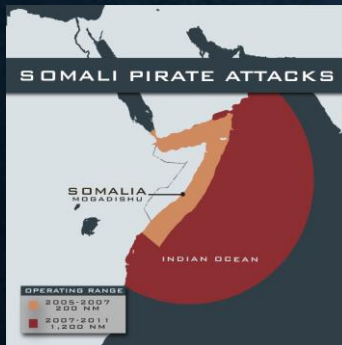 SOMALI PIRATE ATTACKS
SOMALIA
MOGADISHU
INDIAN OCEAN
OPERATING RANGE
2005-2007
200 NM
2007-2011
1,200 NM